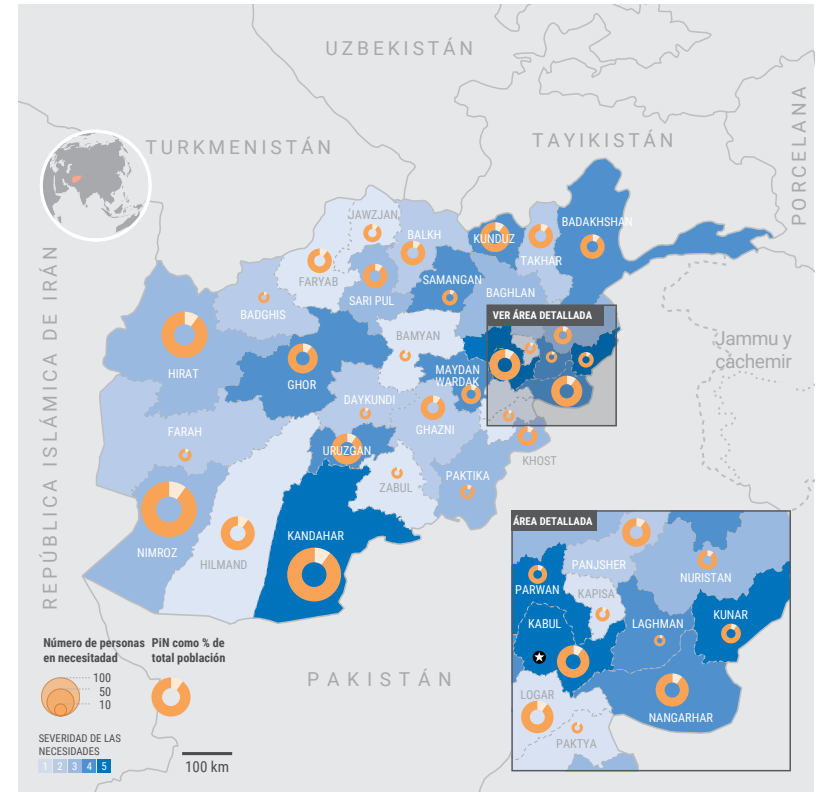 UZBEKISTÁN
TURKMENISTÁN
TAYIKISTÁN
PORCELANA
REPÚBLICA ISLÁMICA DE IRÁN
JAWZJAN
BALKH
KUNDUZ
BADAKHSHAN
TAKHAR
FARYAB
SARI PUL
SAMANGAN
BAGHLAN
BADGHIS
VER ÁREA DETALLADA
BAMYAN
Jammu y
cachemir
HIRAT
GHOR
MAYDAN
WARDAK
DAYKUNDI
GHAZNI
FARAH
URUZGAN
KHOST
ZABUL
PAKTIKA
KANDAHAR
NIMROZ
HILMAND
ÁREA DETALLADA
PANJSHER
NURISTAN
PARWAN
KAPISA
KABUL
LAGHMAN
KUNAR
LOGAR
NANGARHAR
PAKTYA
PAKISTÁN
Número de personas
en necesitadad
100
50
10
PiN como % de
total población
SEVERIDAD DE LAS
NECESIDADES
1 2 3 4 5
100 km